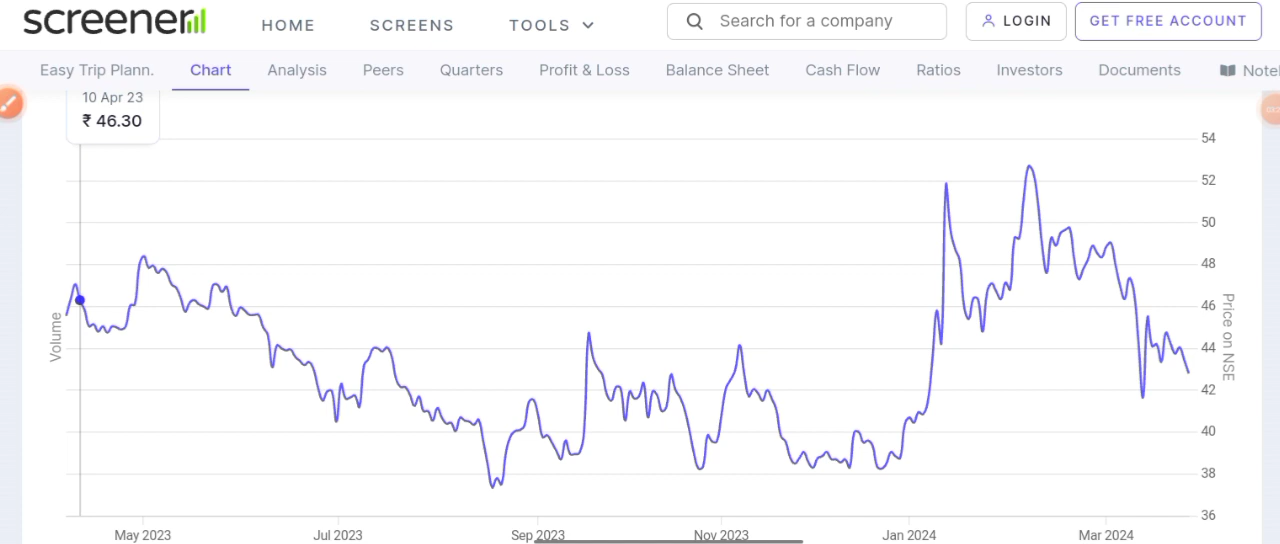 screener
HOME SCREENS TOOLS Search for a company LOGIN GET FREE ACCOUNT
Easy Trip Plann. Chart Analysis Peers Quarters Profit & Loss Balance Sheet Cash Flow Ratios Investors Documents
10 Apr 23
₹ 46.30
54
52
50
48
46
44
42
40
38
36
Volume
Price on NSE
May 2023 Jul 2023 Sep 2023 Nov 2023 Jan 2024 Mar 2024